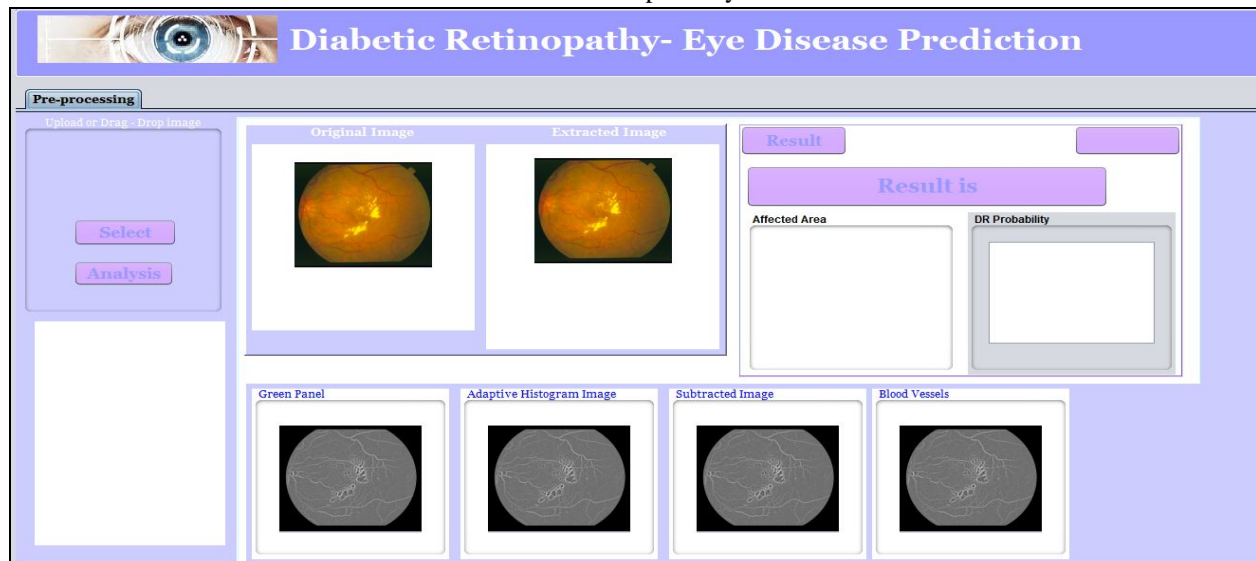 Diabetic Retinopathy- Eye Disease Prediction
Pre-processing
Upload or Drag - Drop image
Select
Analysis
Original Image
Extracted Image
Result
Result is
Affected Area
DR Probability
Green Panel
Adaptive Histogram Image
Subtracted Image
Blood Vessels